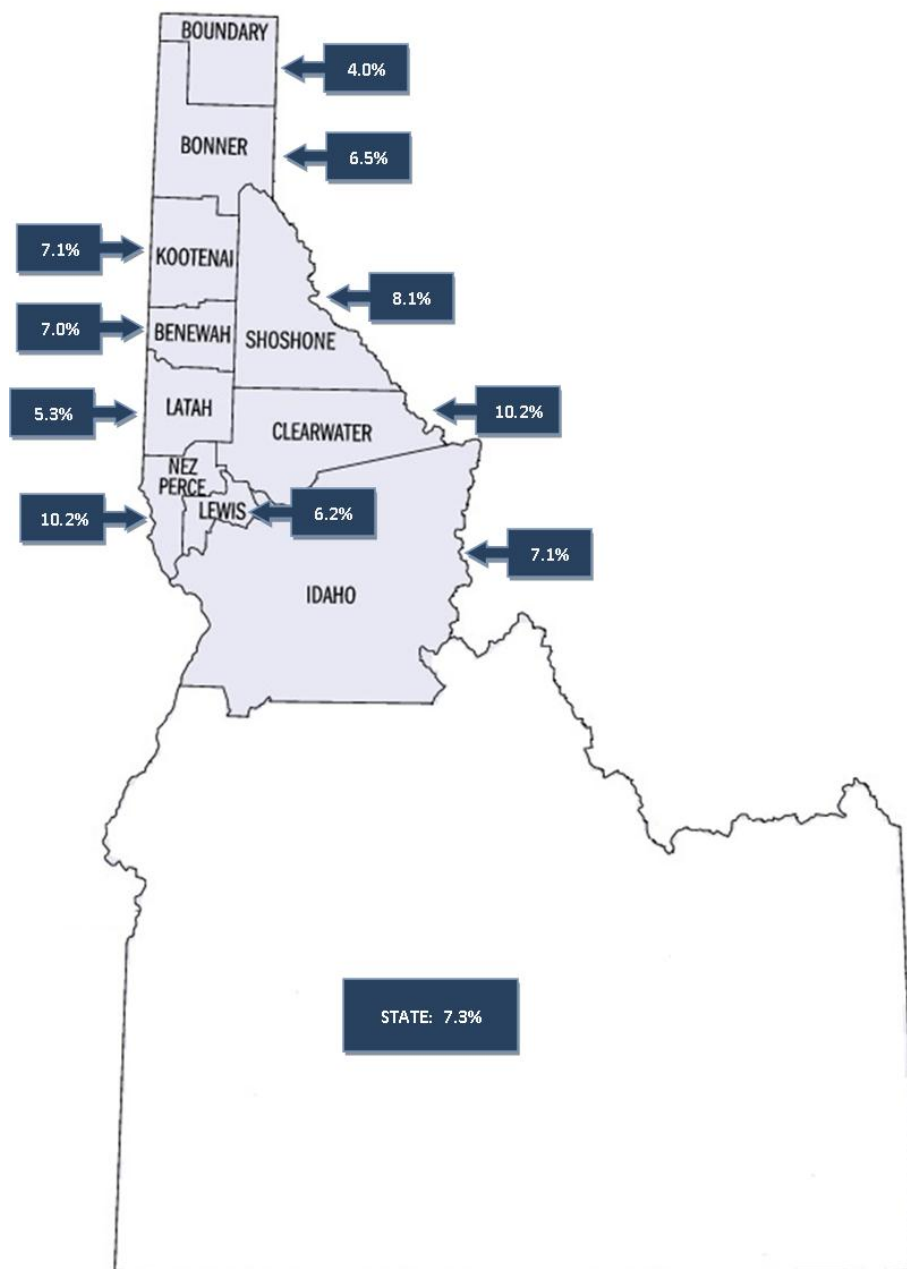 BOUNDARY
4.0%
BONNER
6.5%
7.1%
KOOTENAI
8.1%
7.0%
BENEWAH
SHOSHONE
5.3%
LATAH
10.2%
CLEARWATER
NEZ
PERCE
10.2%
LEWIS
6.2%
7.1%
IDAHO
STATE: 7.3%